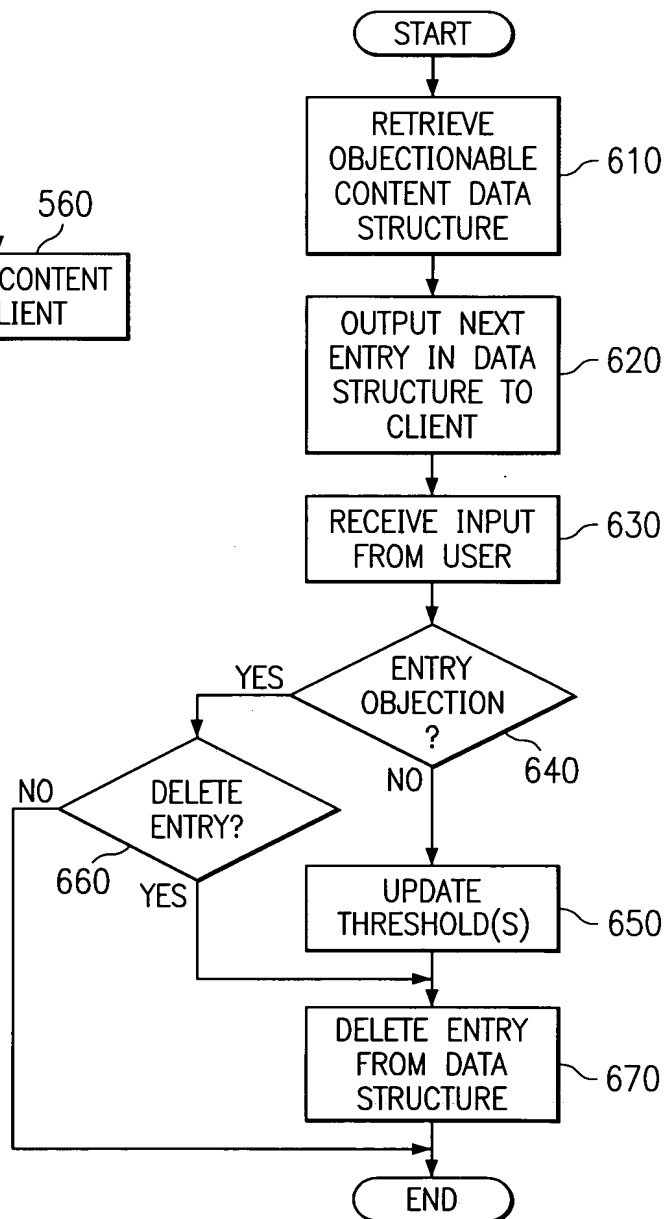 START
RETRIEVE
OBJECTIONABLE
CONTENT DATA
STRUCTURE
610
560
CONTENT
LIENT
OUTPUT NEXT
ENTRY IN DATA
STRUCTURE TO
CLIENT
620
RECEIVE INPUT
FROM USER
630
YES
ENTRY
OBJECTION
?
640
NO
NO
DELETE
ENTRY?
660
YES
UPDATE
THRESHOLD(S)
650
DELETE ENTRY
FROM DATA
STRUCTURE
670
END